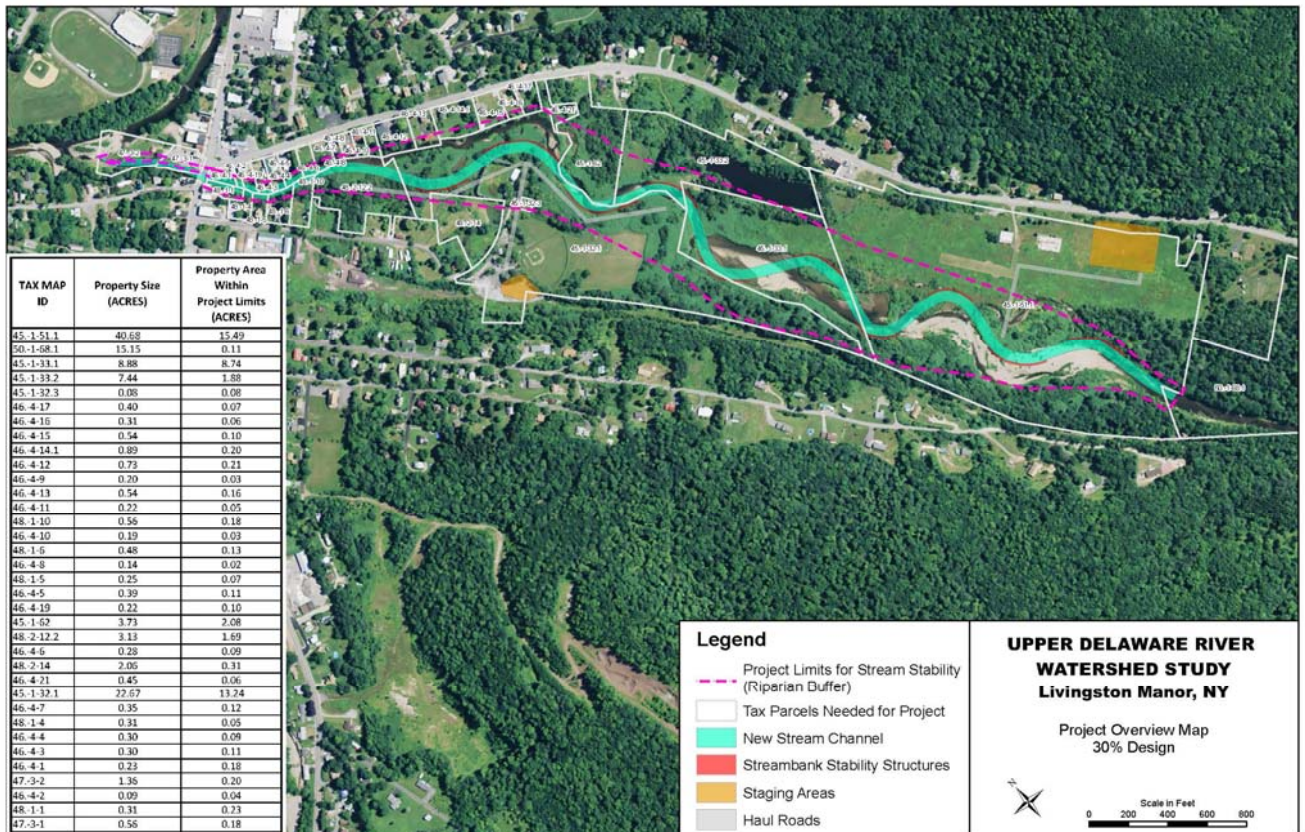 TAX MAP ID Property Size (ACRES) Property Area Within Project Limits (ACRES)
45.-1-51.1 40.68 15.49
50.-1-68.1 15.15 0.11
45.-1-33.1 8.88 8.74
45.-1-33.2 7.44 1.88
45.-1-32.3 0.08 0.08
46.-4-17 0.40 0.07
46.-4-16 0.31 0.06
46.-4-15 0.54 0.10
46.-4-14.1 0.89 0.20
46.-4-12 0.73 0.21
46.-4-9 0.20 0.03
46.-4-13 0.54 0.16
46.-4-11 0.22 0.05
48.-1-10 0.56 0.18
46.-4-10 0.19 0.03
48.-1-6 0.48 0.13
46.-4-8 0.14 0.02
48.-1-5 0.25 0.07
46.-4-5 0.39 0.11
46.-4-19 0.22 0.10
45.-1-62 3.73 2.08
48.-2-12.2 3.13 1.69
46.-4-6 0.28 0.09
48.-2-14 2.06 0.31
46.-4-21 0.45 0.06
45.-1-32.1 22.67 13.24
46.-4-7 0.35 0.12
48.-1-4 0.31 0.05
46.-4-4 0.30 0.09
46.-4-3 0.30 0.11
46.-4-1 0.23 0.18
47.-3-2 1.36 0.20
46.-4-2 0.09 0.04
48.-1-1 0.31 0.23
47.-3-1 0.56 0.18
Legend
Project Limits for Stream Stability
(Riparian Buffer)
Tax Parcels Needed for Project
New Stream Channel
Streambank Stability Structures
Staging Areas
Haul Roads
UPPER DELAWARE RIVER
WATERSHED STUDY
Livingston Manor, NY
Project Overview Map
30% Design
N
Scale in Feet
0 200 400 600 800